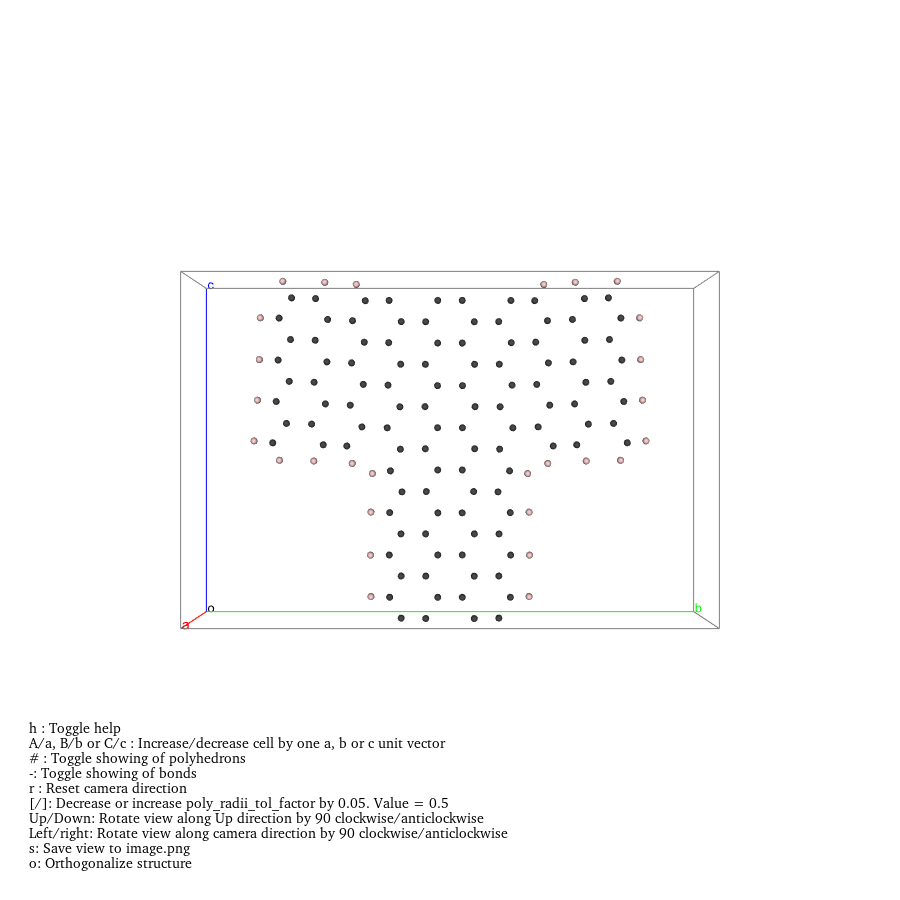 c
o
b
a
h : Toggle help
A/a, B/b or C/c : Increase/decrease cell by one a, b or c unit vector
# : Toggle showing of polyhedrons
-: Toggle showing of bonds
r : Reset camera direction
[/]: Decrease or increase poly_radii_tol_factor by 0.05. Value = 0.5
Up/Down: Rotate view along Up direction by 90 clockwise/anticlockwise
Left/right: Rotate view along camera direction by 90 clockwise/anticlockwise
s: Save view to image.png
o: Orthogonalize structure